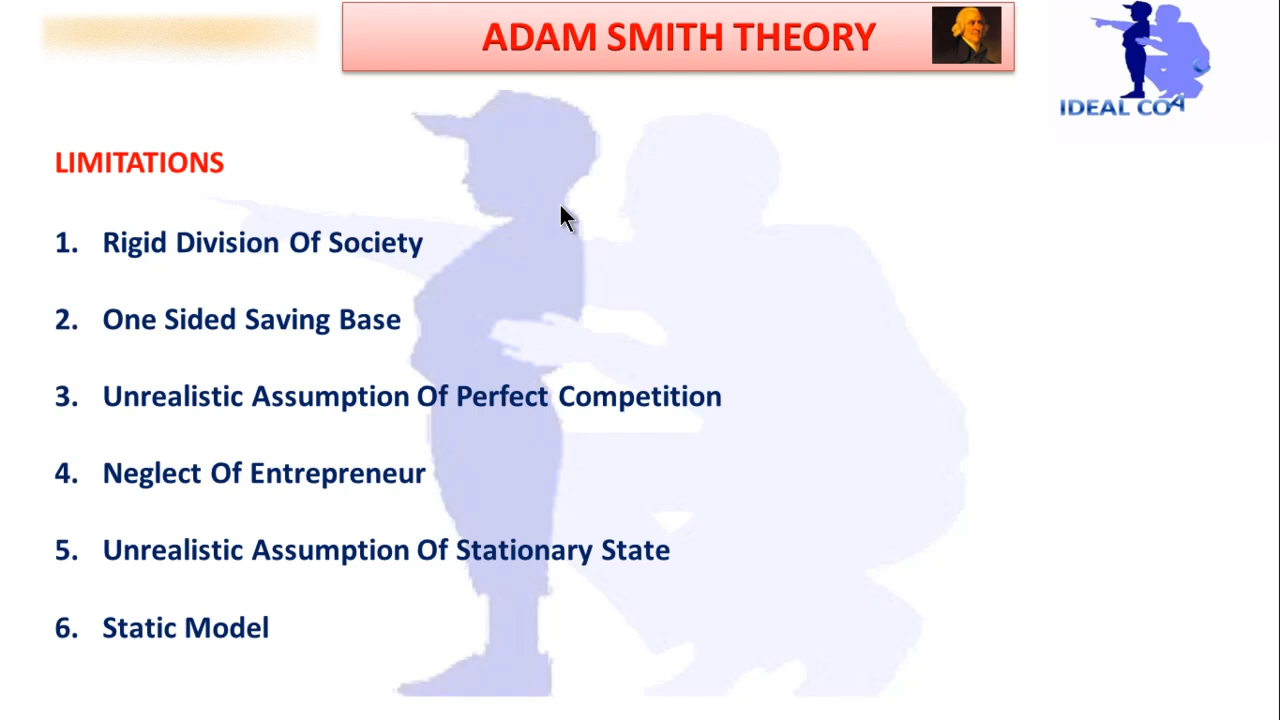 ADAM SMITH THEORY
IDEAL COA
LIMITATIONS
1. Rigid Division Of Society
2. One Sided Saving Base
3. Unrealistic Assumption Of Perfect Competition
4. Neglect Of Entrepreneur
5. Unrealistic Assumption Of Stationary State
6. Static Model